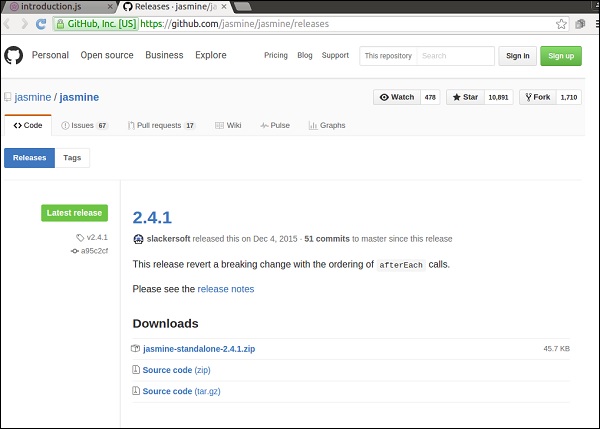 introduction.js Releases · jasmine/ja
GitHub, Inc. [US] https://github.com/jasmine/jasmine/releases
Personal Open source Business Explore Pricing Blog Support This repository Search Sign in Sign up
jasmine / jasmine Watch 478 Star 10,891 Fork 1,710
Code Issues 67 Pull requests 17 Wiki Pulse Graphs
Releases Tags
Latest release
v2.4.1
a95c2cf
2.4.1
slackersoft released this on Dec 4, 2015 · 51 commits to master since this release
This release revert a breaking change with the ordering of afterEach calls.
Please see the release notes
Downloads
jasmine-standalone-2.4.1.zip 45.7 KB
Source code (zip)
Source code (tar.gz)